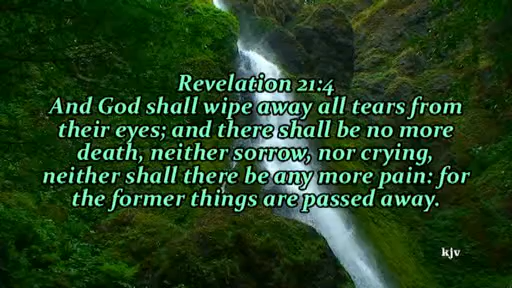 Revelation 21:4
And God shall wipe away all tears from
their eyes; and there shall be no more
death, neither sorrow, nor crying,
neither shall there be any more pain: for
the former things are passed away.
kjv